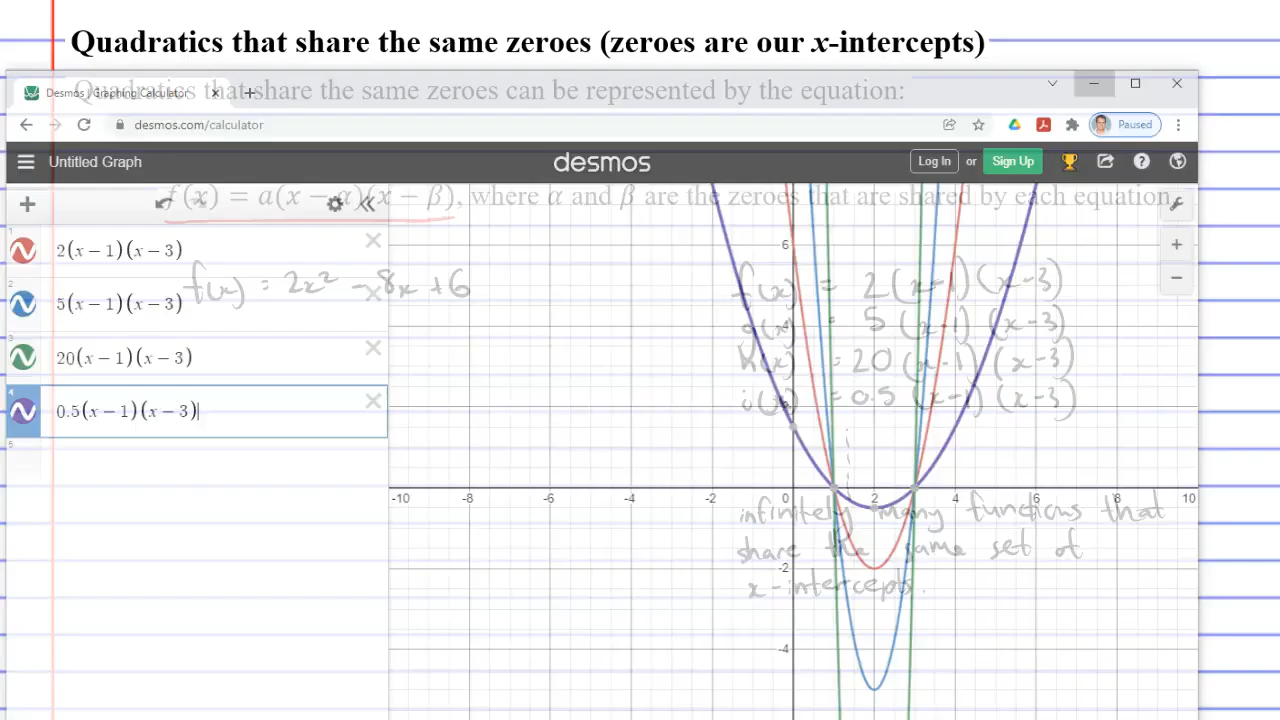 Quadratics that share the same zeroes (zeroes are our x-intercepts)
Quadratics that share the same zeroes can be represented by the equation:
Desmos | Graphing Calculator
desmos.com/calculator
Paused
Untitled Graph
desmos
Log In or Sign Up
f(x) = a(x − α)(x − β), where α and β are the zeroes that are shared by each equation
1
2(x − 1)(x − 3)
2
5(x − 1)(x − 3)
3
20(x − 1)(x − 3)
4
0.5(x − 1)(x − 3)
5
f(x) = 2x² − 8x + 6
f(x) = 2(x-1)(x-3)
g(x) = 5(x-1)(x-3)
h(x) = 20(x-1)(x-3)
i(x) = 0.5(x-1)(x-3)
6
-10 -8 -6 -4 -2 0 2 4 6 8 10
-2
-4
infinitely many functions that
share the same set of
x-intercepts.